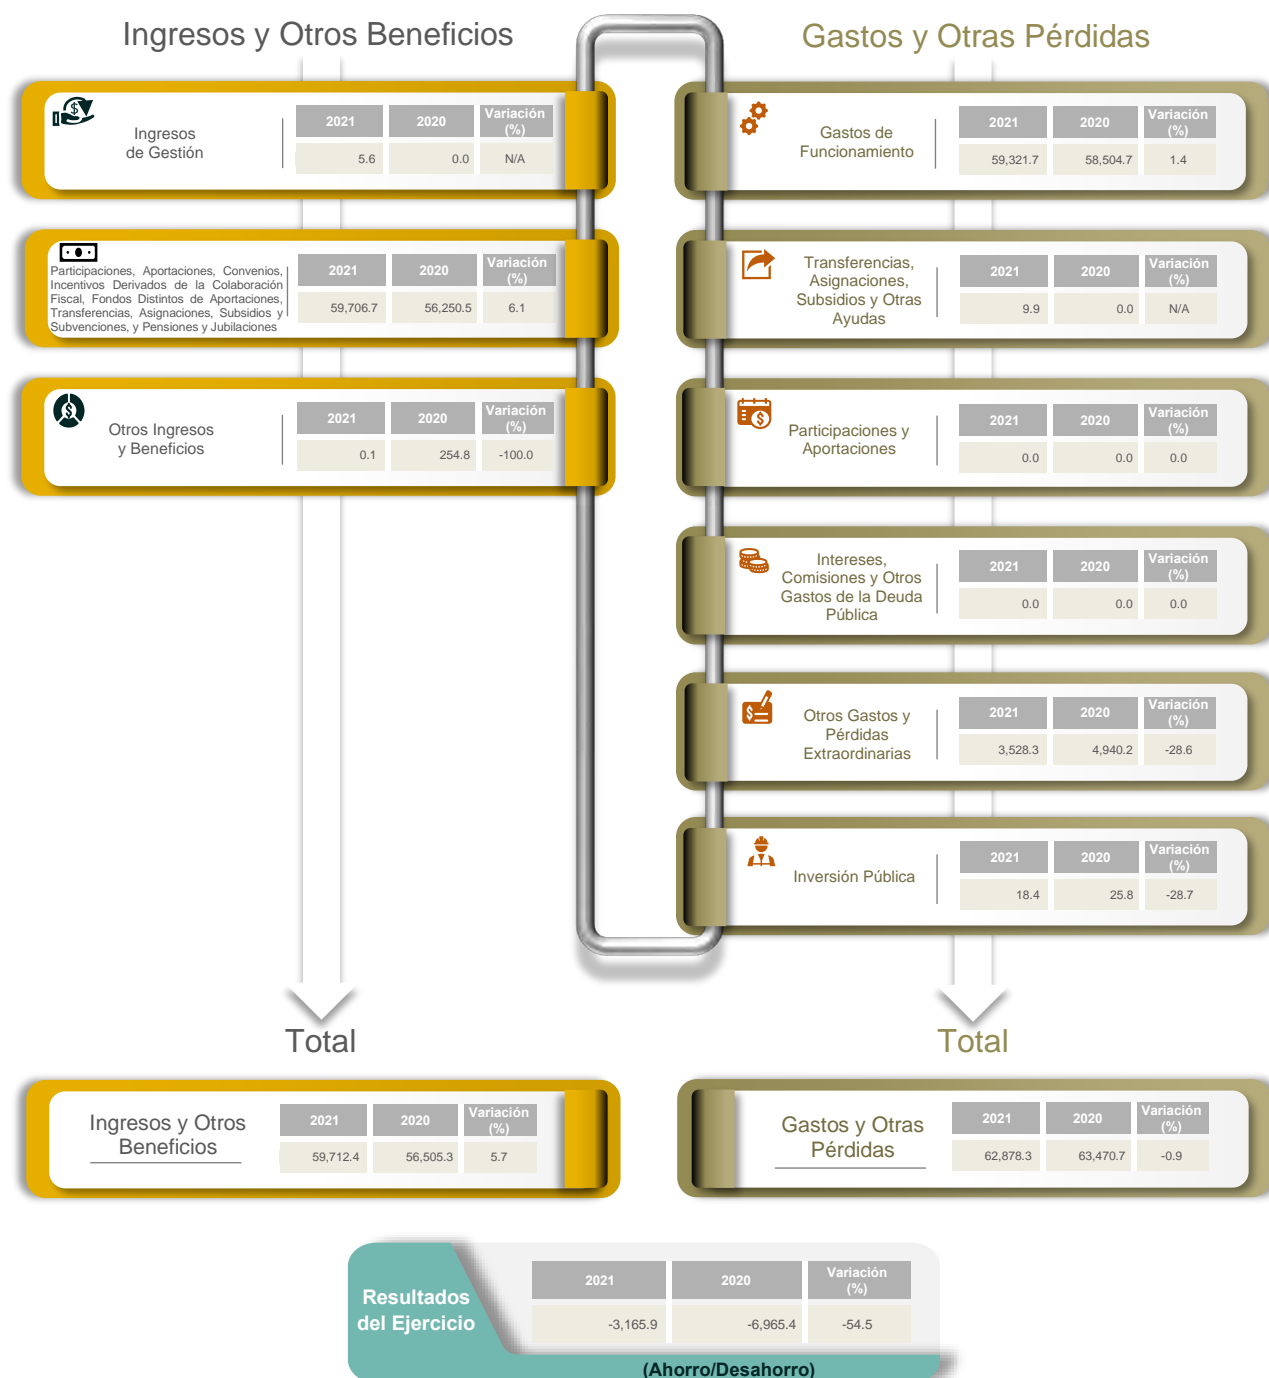 Ingresos y Otros Beneficios
Ingresos
de Gestión
2021 2020 Variación
(%)
5.6 0.0 N/A
Participaciones, Aportaciones, Convenios,
Incentivos Derivados de la Colaboración
Fiscal, Fondos Distintos de Aportaciones,
Transferencias, Asignaciones, Subsidios y
Subvenciones, y Pensiones y Jubilaciones
2021 2020 Variación
(%)
59,706.7 56,250.5 6.1
Otros Ingresos
y Beneficios
2021 2020 Variación
(%)
0.1 254.8 -100.0
Total
Ingresos y Otros
Beneficios
2021 2020 Variación
(%)
59,712.4 56,505.3 5.7
Gastos y Otras Pérdidas
Gastos de
Funcionamiento
2021 2020 Variación
(%)
59,321.7 58,504.7 1.4
Transferencias,
Asignaciones,
Subsidios y Otras
Ayudas
2021 2020 Variación
(%)
9.9 0.0 N/A
Participaciones y
Aportaciones
2021 2020 Variación
(%)
0.0 0.0 0.0
Intereses,
Comisiones y Otros
Gastos de la Deuda
Pública
2021 2020 Variación
(%)
0.0 0.0 0.0
Otros Gastos y
Pérdidas
Extraordinarias
2021 2020 Variación
(%)
3,528.3 4,940.2 -28.6
Inversión Pública
2021 2020 Variación
(%)
18.4 25.8 -28.7
Total
Gastos y Otras
Pérdidas
2021 2020 Variación
(%)
62,878.3 63,470.7 -0.9
Resultados
del Ejercicio
2021 2020 Variación
(%)
-3,165.9 -6,965.4 -54.5
(Ahorro/Desahorro)